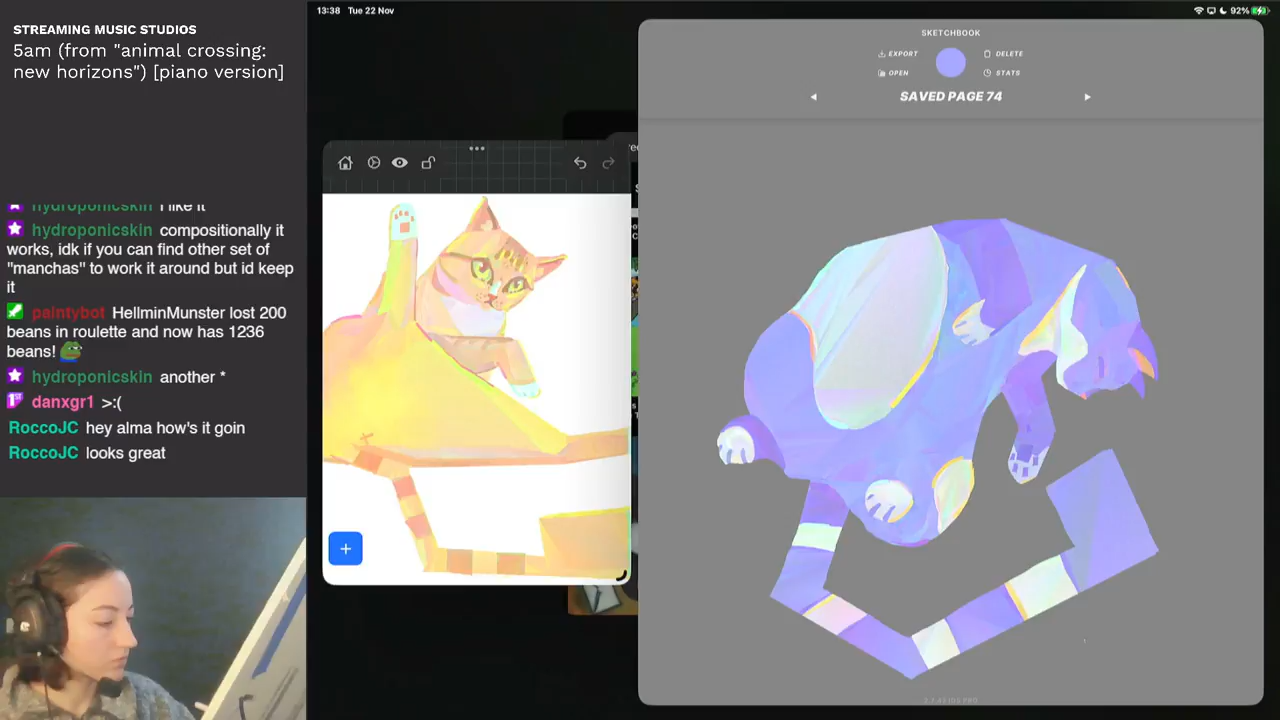 13:38 Tue 22 Nov
92%
STREAMING MUSIC STUDIOS
5am (from "animal crossing:
new horizons") [piano version]
hydroponicskin I like it
hydroponicskin compositionally it
works, idk if you can find other set of
"manchas" to work it around but id keep
it
paintybot HellminMunster lost 200
beans in roulette and now has 1236
beans!
hydroponicskin another *
danxgr1 >:(
RoccoJC hey alma how's it goin
RoccoJC looks great
SKETCHBOOK
EXPORT
DELETE
OPEN
STATS
SAVED PAGE 74